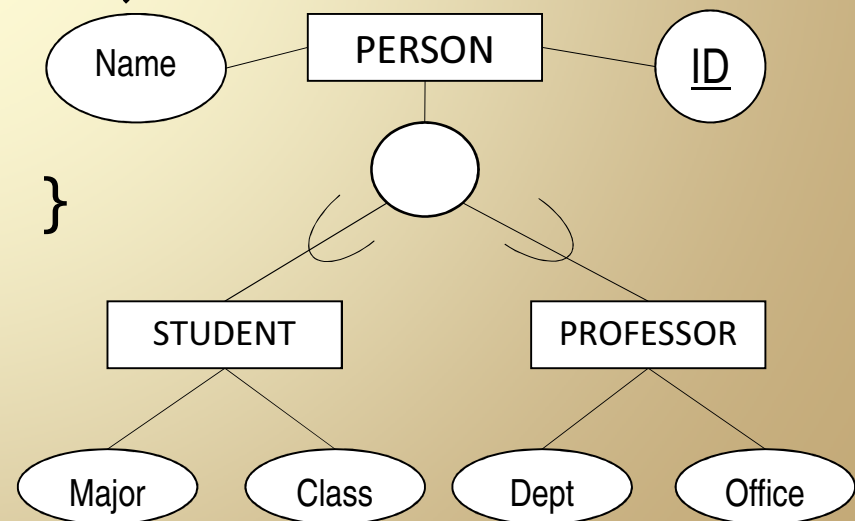 Name
PERSON
ID
}
STUDENT
PROFESSOR
Major
Class
Dept
Office